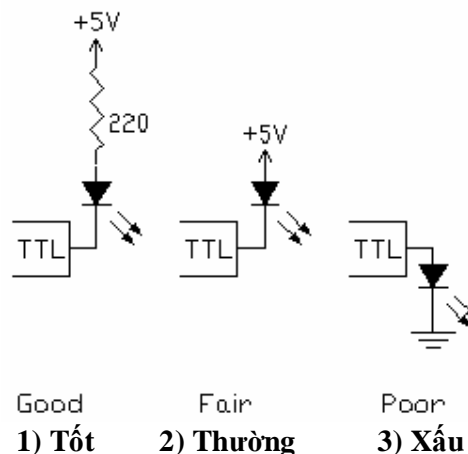 +5V
220
+5V
TTL TTL TTL
Good Fair Poor
1) Tốt 2) Thường 3) Xấu